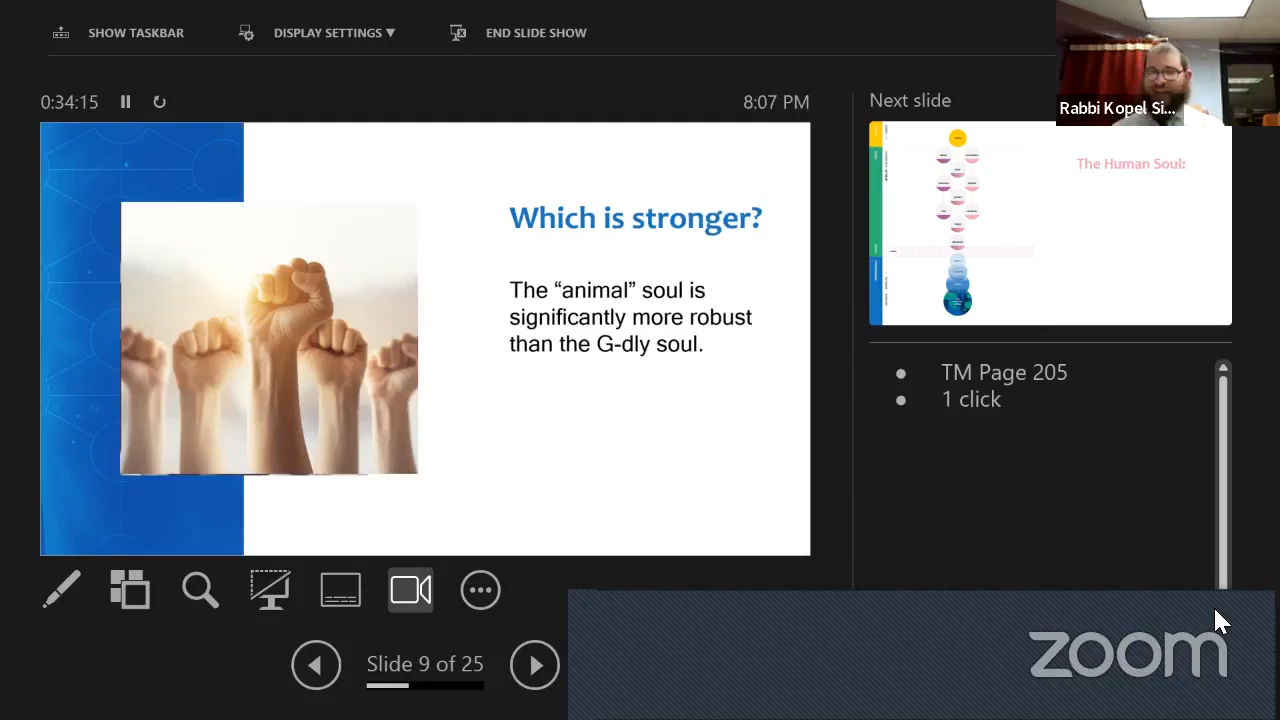 SHOW TASKBAR
DISPLAY SETTINGS ▼
END SLIDE SHOW
Rabbi Kopel Si...
0:34:15
8:07 PM
Next slide
Which is stronger?
The “animal” soul is
significantly more robust
than the G-dly soul.
The Human Soul:
• TM Page 205
• 1 click
Slide 9 of 25
zoom